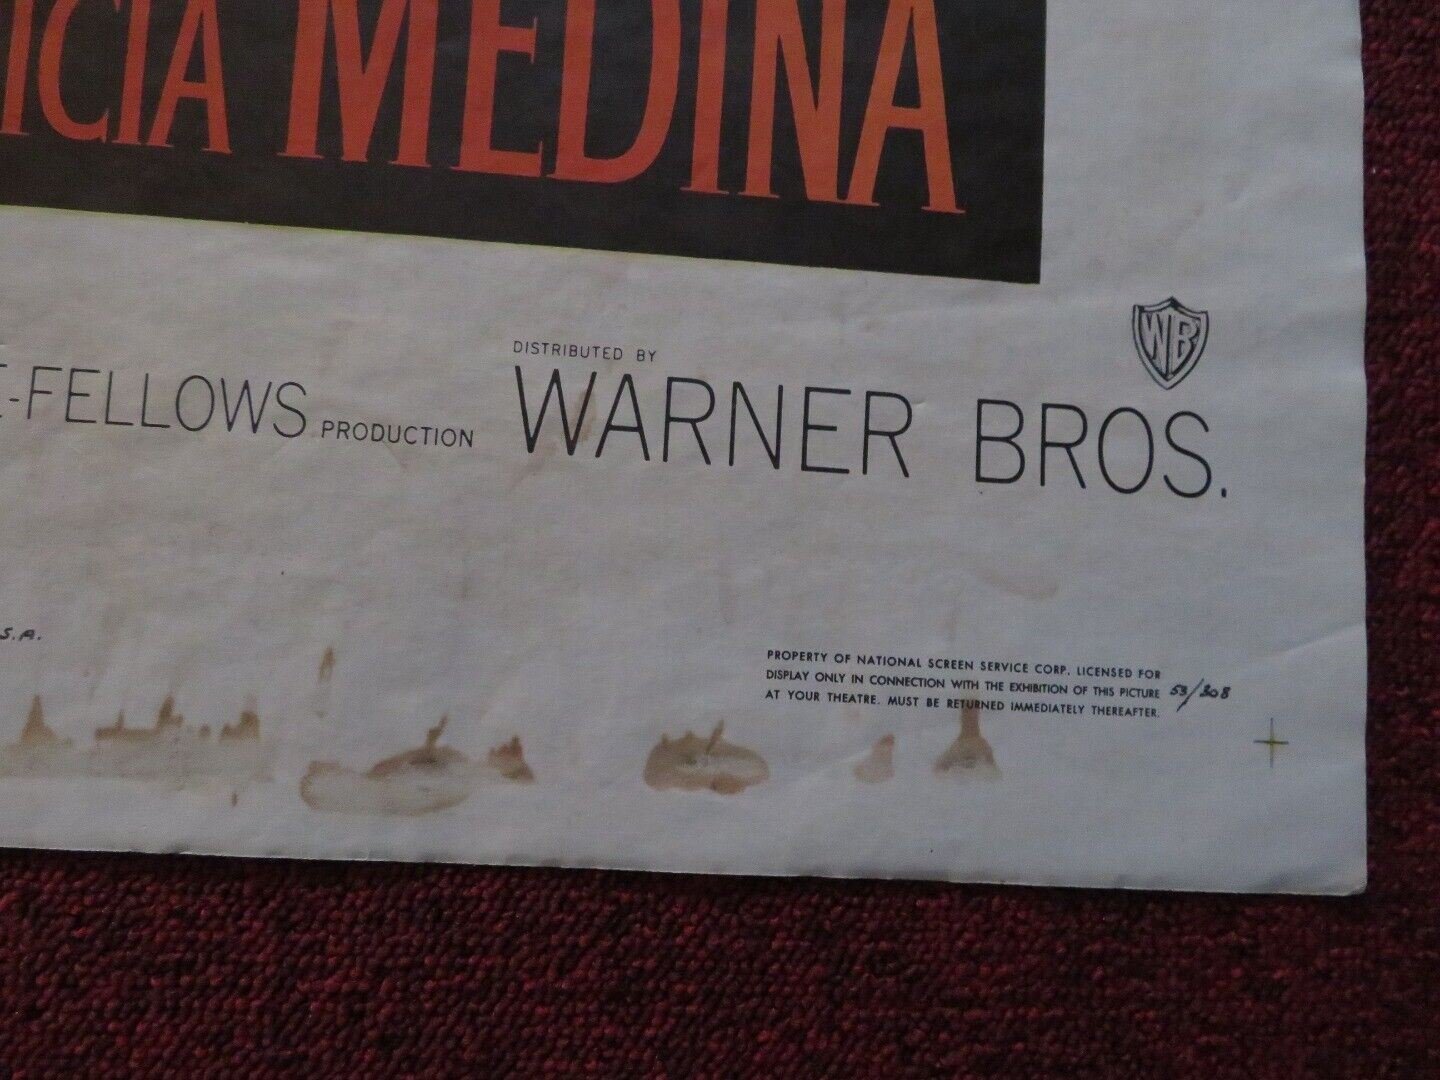 ICIA MEDINA
WB
DISTRIBUTED BY
E-FELLOWS PRODUCTION WARNER BROS.
S.A.
PROPERTY OF NATIONAL SCREEN SERVICE CORP. LICENSED FOR
DISPLAY ONLY IN CONNECTION WITH THE EXHIBITION OF THIS PICTURE 53/308
AT YOUR THEATRE. MUST BE RETURNED IMMEDIATELY THEREAFTER.